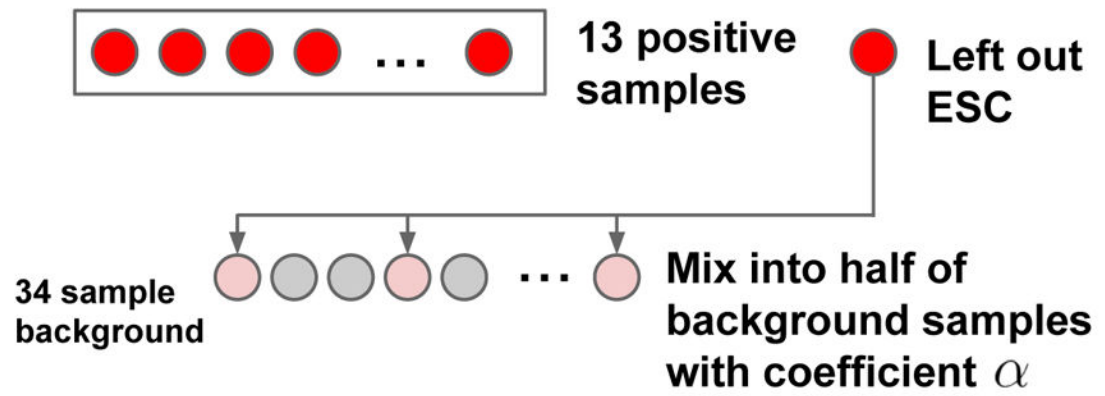 13 positive
samples
Left out
ESC
34 sample
background
Mix into half of
background samples
with coefficient α